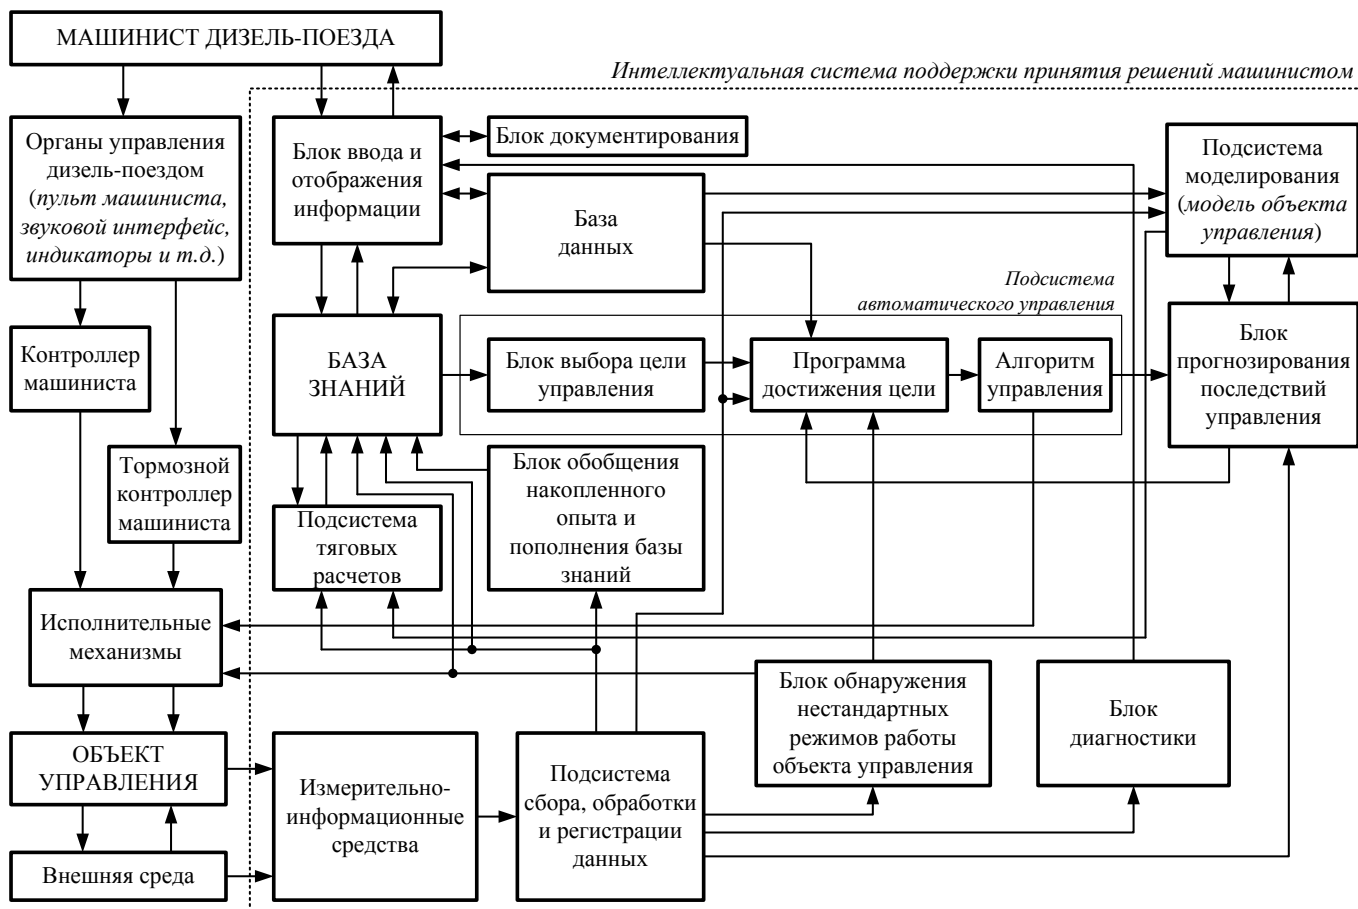 МАШИНИСТ ДИЗЕЛЬ-ПОЕЗДА
Интеллектуальная система поддержки принятия решений машинистом
Органы управления
дизель-поездом
(пульт машиниста,
звуковой интерфейс,
индикаторы и т.д.)
Блок ввода и
отображения
информации
Блок документирования
База
данных
Подсистема
моделирования
(модель объекта
управления)
Подсистема
автоматического управления
Контроллер
машиниста
БАЗА
ЗНАНИЙ
Блок выбора цели
управления
Программа
достижения цели
Алгоритм
управления
Блок
прогнозирования
последствий
управления
Тормозной
контроллер
машиниста
Подсистема
тяговых
расчетов
Блок обобщения
накопленного
опыта и
пополнения базы
знаний
Исполнительные
механизмы
Блок обнаружения
нестандартных
режимов работы
объекта управления
Блок
диагностики
ОБЪЕКТ
УПРАВЛЕНИЯ
Измерительно-
информационные
средства
Подсистема
сбора, обработки
и регистрации
данных
Внешняя среда